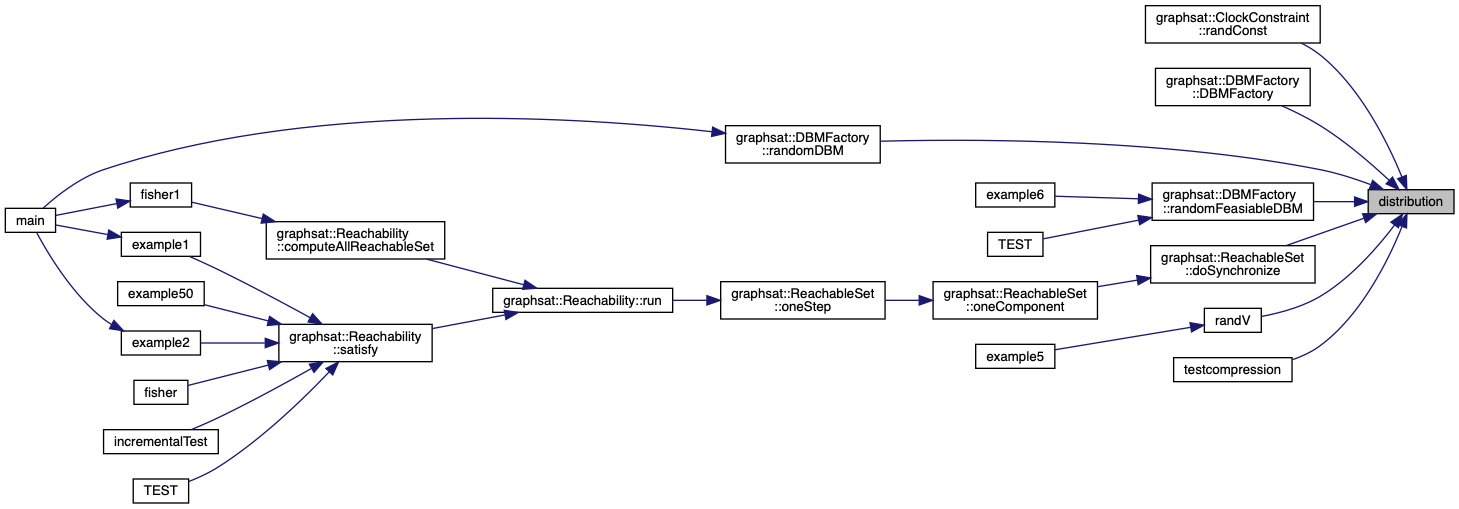 graphsat::ClockConstraint
::randConst
graphsat::DBMFactory
::DBMFactory
graphsat::DBMFactory
::randomDBM
fisher1
example6
graphsat::DBMFactory
::randomFeasiableDBM
distribution
main
graphsat::Reachability
::computeAllReachableSet
example1
TEST
graphsat::ReachableSet
::doSynchronize
example50
graphsat::Reachability::run
graphsat::ReachableSet
::oneStep
graphsat::ReachableSet
::oneComponent
randV
example2
graphsat::Reachability
::satisfy
example5
testcompression
fisher
incrementalTest
TEST